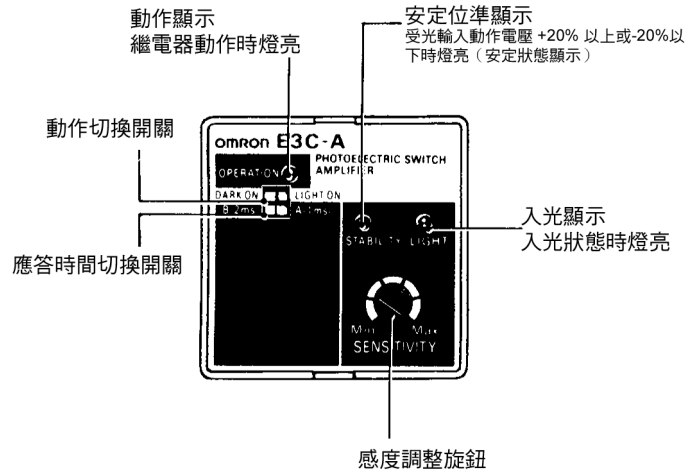 動作顯示
繼電器動作時燈亮
安定位準顯示
受光輸入動作電壓 +20% 以上或-20%以
下時燈亮（安定狀態顯示）
動作切換開關
應答時間切換開關
omron E3C-A
PHOTOELECTRIC SWITCH
AMPLIFIER
OPERATION
DARK ON
LIGHT ON
B 2ms
A 1ms
STABILITY LIGHT
Min Max
SENSITIVITY
入光顯示
入光狀態時燈亮
感度調整旋鈕